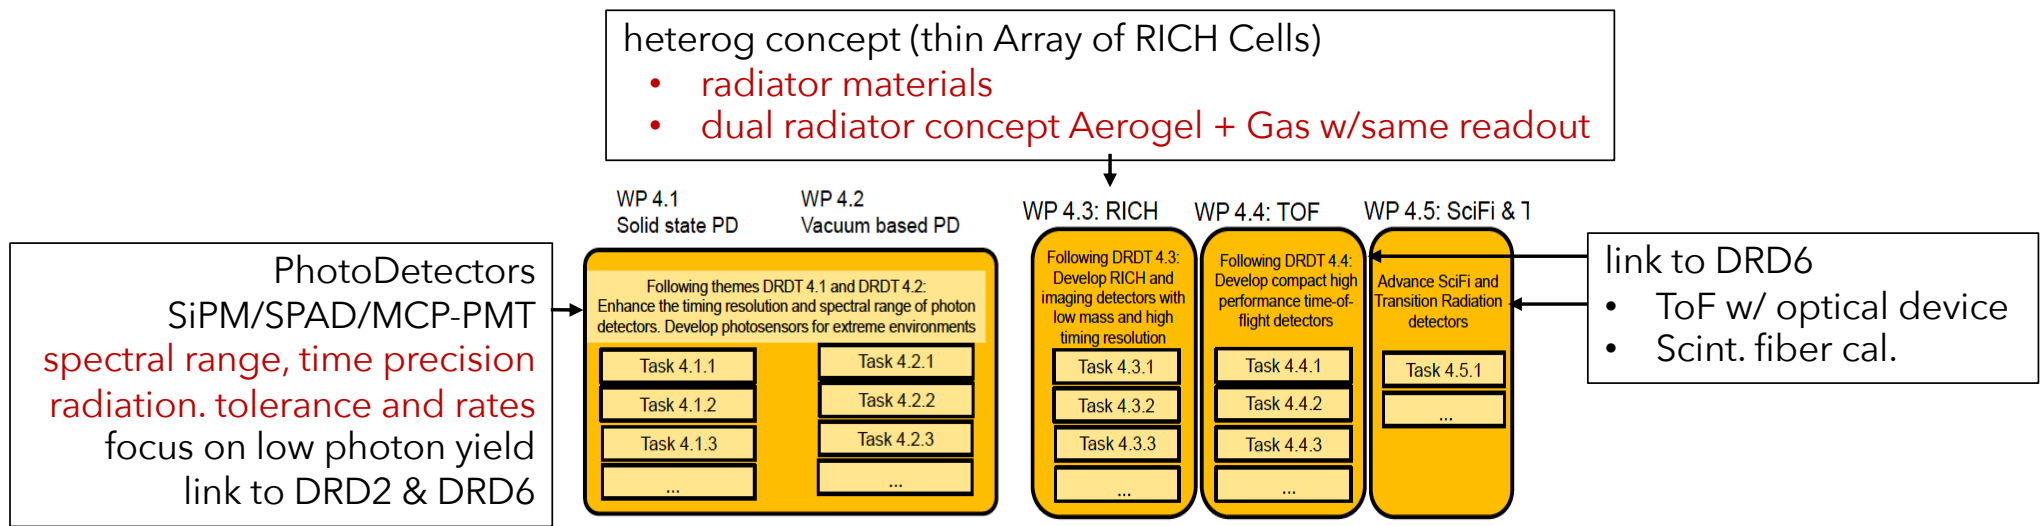 heterog concept (thin Array of RICH Cells)
• radiator materials
• dual radiator concept Aerogel + Gas w/same readout
WP 4.1
Solid state PD
WP 4.2
Vacuum based PD
WP 4.3: RICH
WP 4.4: TOF
WP 4.5: SciFi & T
PhotoDetectors
SiPM/SPAD/MCP-PMT
spectral range, time precision
radiation. tolerance and rates
focus on low photon yield
link to DRD2 & DRD6
Following themes DRDT 4.1 and DRDT 4.2:
Enhance the timing resolution and spectral range of photon
detectors. Develop photosensors for extreme environments
Task 4.1.1
Task 4.1.2
Task 4.1.3
...
Task 4.2.1
Task 4.2.2
Task 4.2.3
...
Following DRDT 4.3:
Develop RICH and
imaging detectors with
low mass and high
timing resolution
Task 4.3.1
Task 4.3.2
Task 4.3.3
...
Following DRDT 4.4:
Develop compact high
performance time-of-
flight detectors
Task 4.4.1
Task 4.4.2
Task 4.4.3
...
Advance SciFi and
Transition Radiation
detectors
Task 4.5.1
...
link to DRD6
• ToF w/ optical device
• Scint. fiber cal.